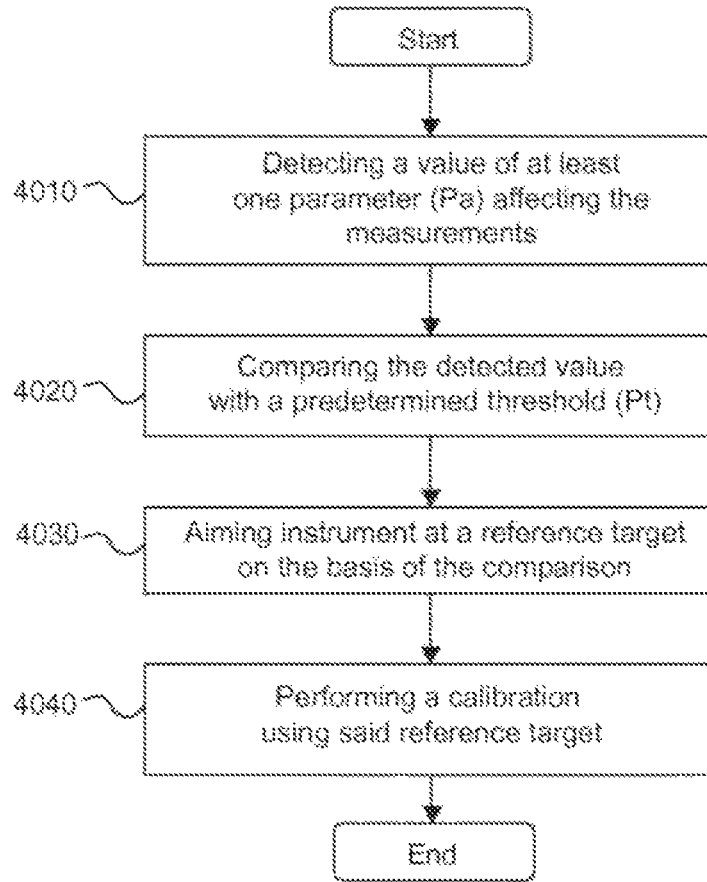 Start
4010
Detecting a value of at least
one parameter (Pa) affecting the
measurements
4020
Comparing the detected value
with a predetermined threshold (Pt)
4030
Aiming instrument at a reference target
on the basis of the comparison
4040
Performing a calibration
using said reference target
End